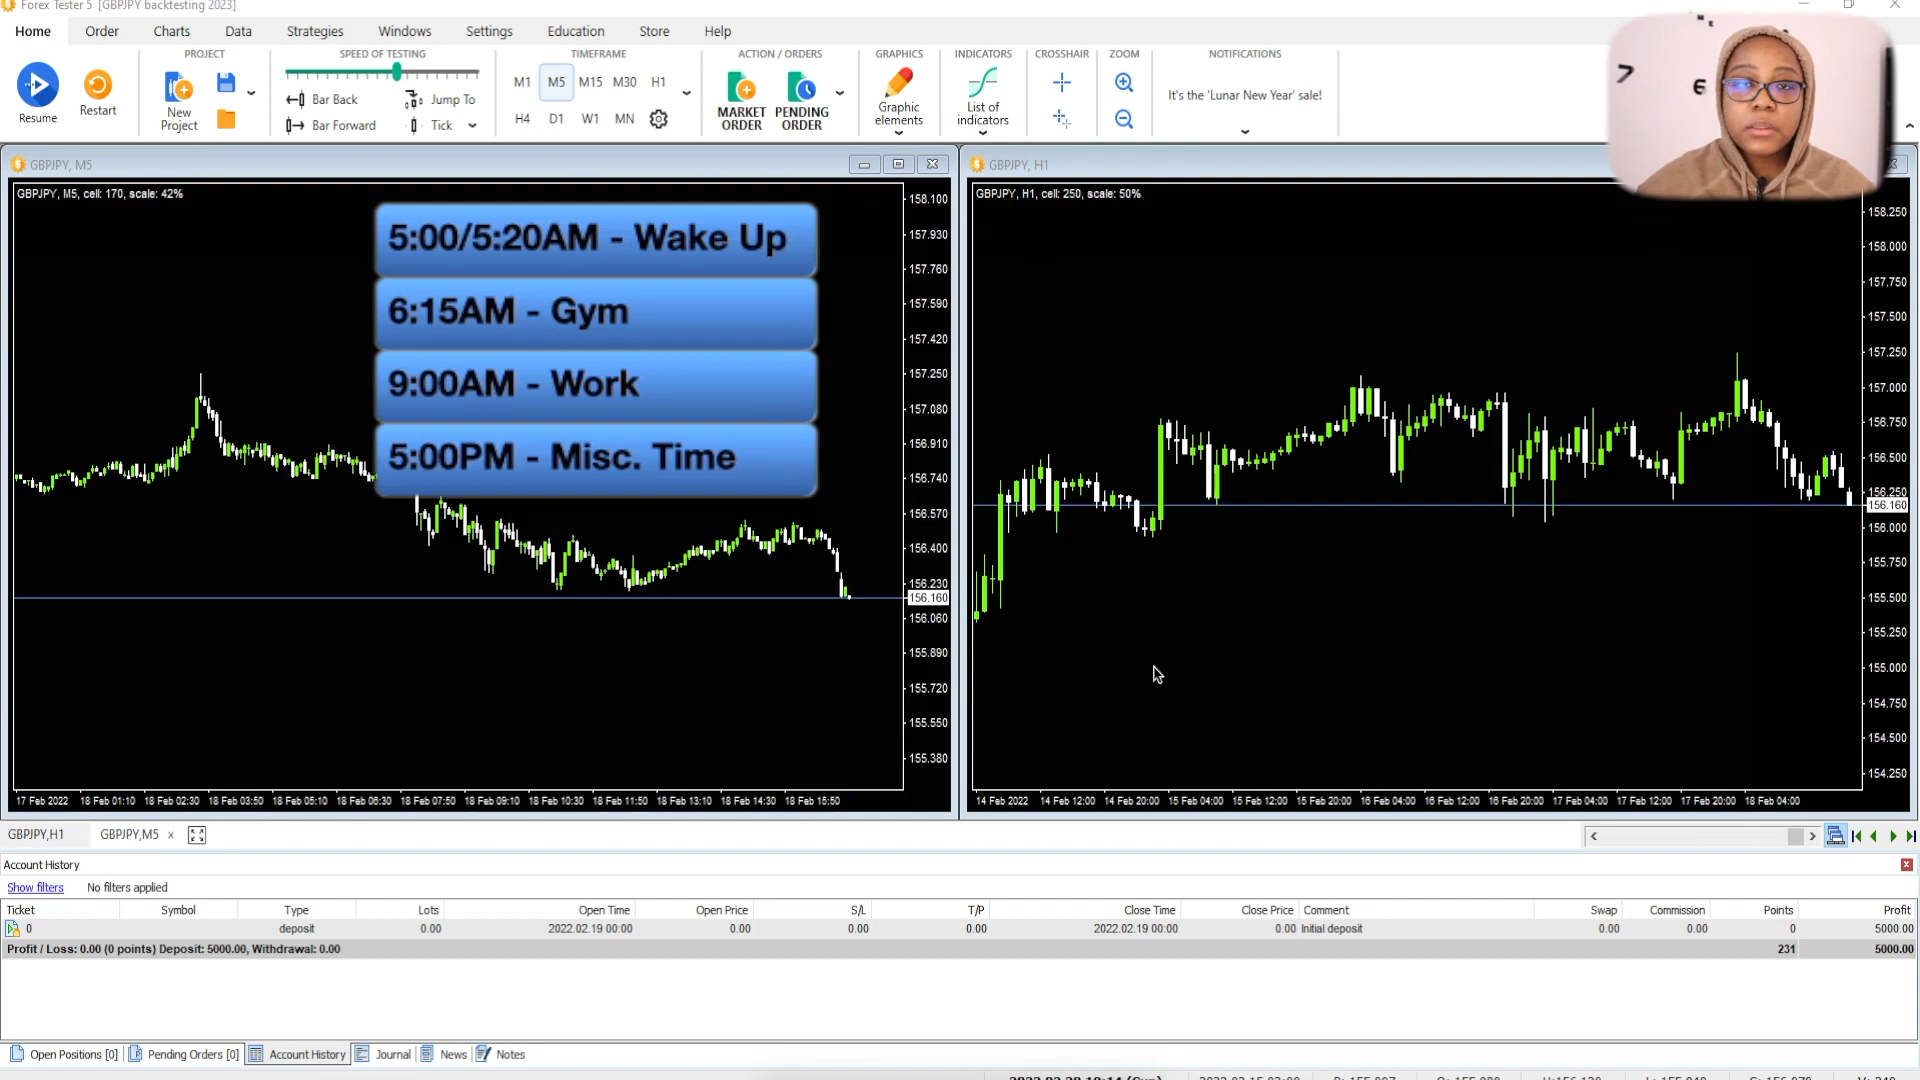 Forex Tester 5 [GBPJPY backtesting 2023]
Home Order Charts Data Strategies Windows Settings Education Store Help
PROJECT SPEED OF TESTING TIMEFRAME ACTION / ORDERS GRAPHICS INDICATORS CROSSHAIR ZOOM NOTIFICATIONS
Resume
Restart
New Project
Bar Back Jump To
Bar Forward Tick
M1 M5 M15 M30 H1
H4 D1 W1 MN
MARKET ORDER
PENDING ORDER
Graphic elements
List of indicators
It's the 'Lunar New Year' sale!
7 6
GBPJPY, M5
GBPJPY, M5, cell: 170, scale: 42%
5:00/5:20AM - Wake Up
6:15AM - Gym
9:00AM - Work
5:00PM - Misc. Time
158.100
157.930
157.760
157.590
157.420
157.250
157.080
156.910
156.740
156.570
156.400
156.230
156.160
156.060
155.890
155.720
155.550
155.380
17 Feb 2022 18 Feb 01:10 18 Feb 02:30 18 Feb 03:50 18 Feb 05:10 18 Feb 06:30 18 Feb 07:50 18 Feb 09:10 18 Feb 10:30 18 Feb 11:50 18 Feb 13:10 18 Feb 14:30 18 Feb 15:50
GBPJPY, H1
GBPJPY, H1, cell: 250, scale: 50%
158.250
158.000
157.750
157.500
157.250
157.000
156.750
156.500
156.250
156.160
156.000
155.750
155.500
155.250
155.000
154.750
154.500
154.250
14 Feb 2022 14 Feb 12:00 14 Feb 20:00 15 Feb 04:00 15 Feb 12:00 15 Feb 20:00 16 Feb 04:00 16 Feb 12:00 16 Feb 20:00 17 Feb 04:00 17 Feb 12:00 17 Feb 20:00 18 Feb 04:00
GBPJPY,H1 GBPJPY,M5
Account History
Show filters No filters applied
Ticket Symbol Type Lots Open Time Open Price S/L T/P Close Time Close Price Comment Swap Commission Points Profit
0 deposit 0.00 2022.02.19 00:00 0.00 0.00 0.00 2022.02.19 00:00 0.00 Initial deposit 0.00 0.00 0 5000.00
Profit / Loss: 0.00 (0 points) Deposit: 5000.00, Withdrawal: 0.00 231 5000.00
Open Positions [0] Pending Orders [0] Account History Journal News Notes